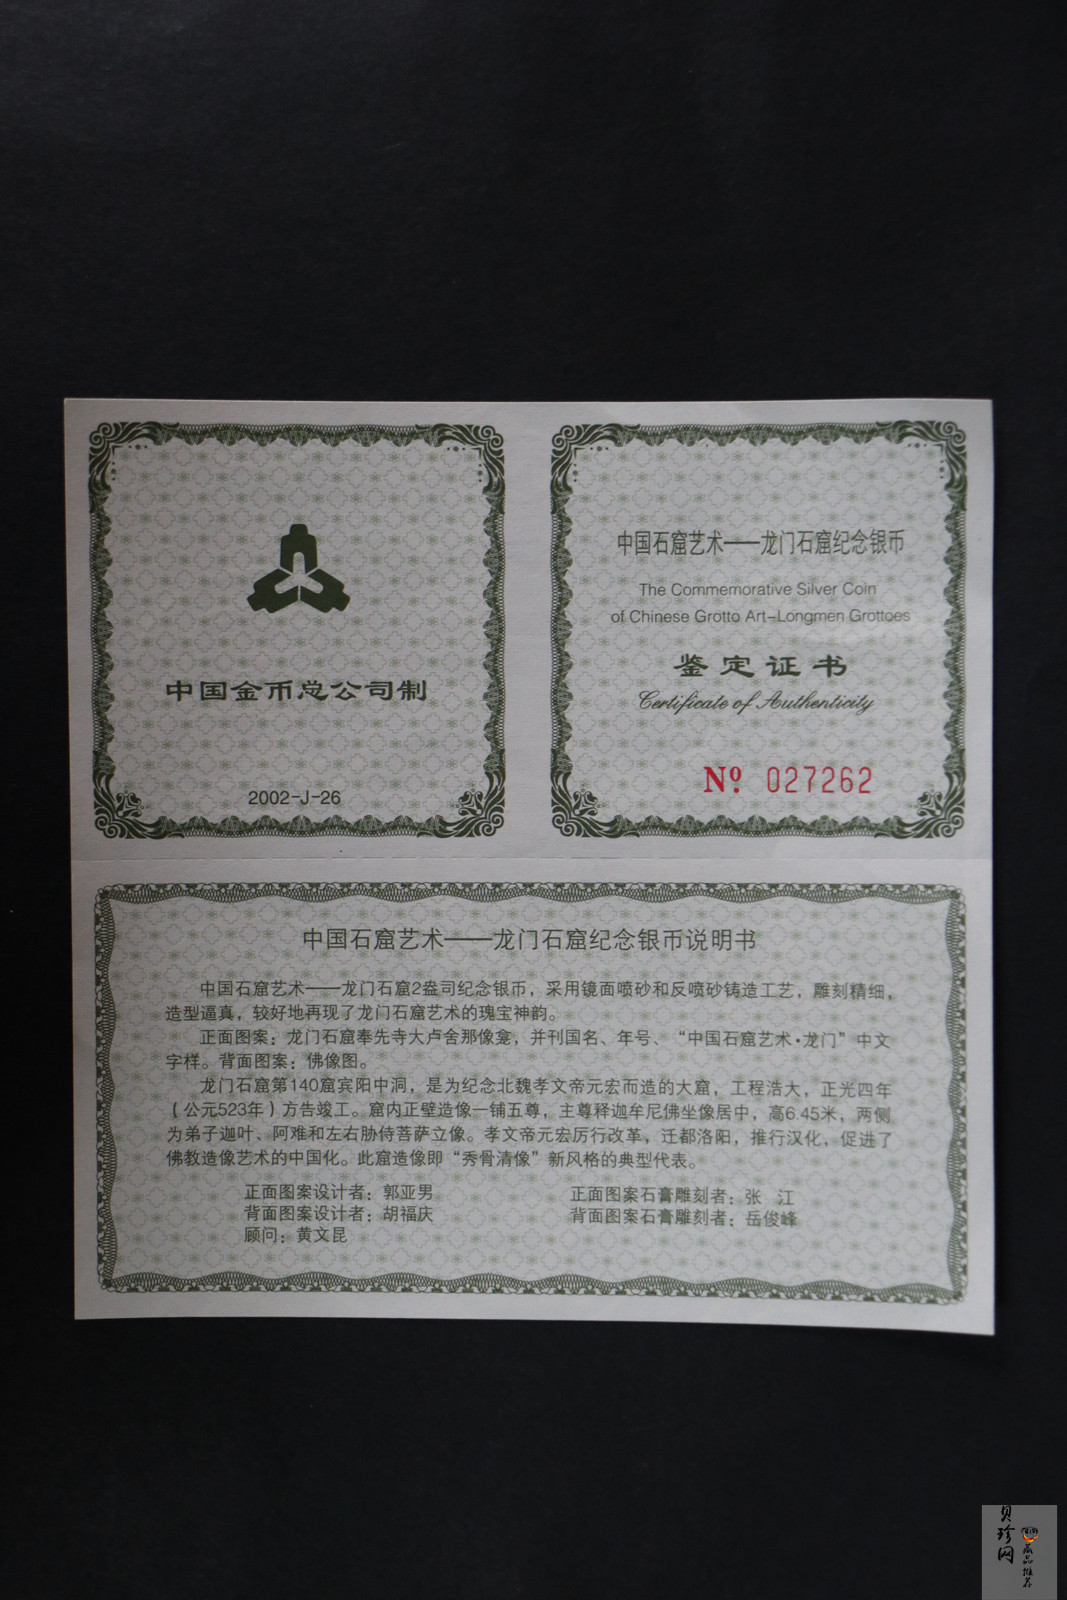 中国金币总公司制
2002-J-26
中国石窟艺术——龙门石窟纪念银币
The Commemorative Silver Coin
of Chinese Grotto Art-Longmen Grottoes
鉴定证书
Certificate of Authenticity
Nº 027262
中国石窟艺术——龙门石窟纪念银币说明书
中国石窟艺术——龙门石窟2盎司纪念银币，采用镜面喷砂和反喷砂铸造工艺，雕刻精细，
造型逼真，较好地再现了龙门石窟艺术的瑰宝神韵。
正面图案：龙门石窟奉先寺大卢舍那像龛，并刊国名、年号、“中国石窟艺术·龙门”中文
字样。背面图案：佛像图。
龙门石窟第140窟宾阳中洞，是为纪念北魏孝文帝元宏而造的大窟，工程浩大，正光四年
（公元523年）方告竣工。窟内正壁造像一铺五尊，主尊释迦牟尼佛坐像居中，高6.45米，两侧
为弟子迦叶、阿难和左右胁侍菩萨立像。孝文帝元宏厉行改革，迁都洛阳，推行汉化，促进了
佛教造像艺术的中国化。此窟造像即“秀骨清像”新风格的典型代表。
正面图案设计者：郭亚男
正面图案石膏雕刻者：张 江
背面图案设计者：胡福庆
背面图案石膏雕刻者：岳俊峰
顾问：黄文昆
贝珍网
藏品推荐